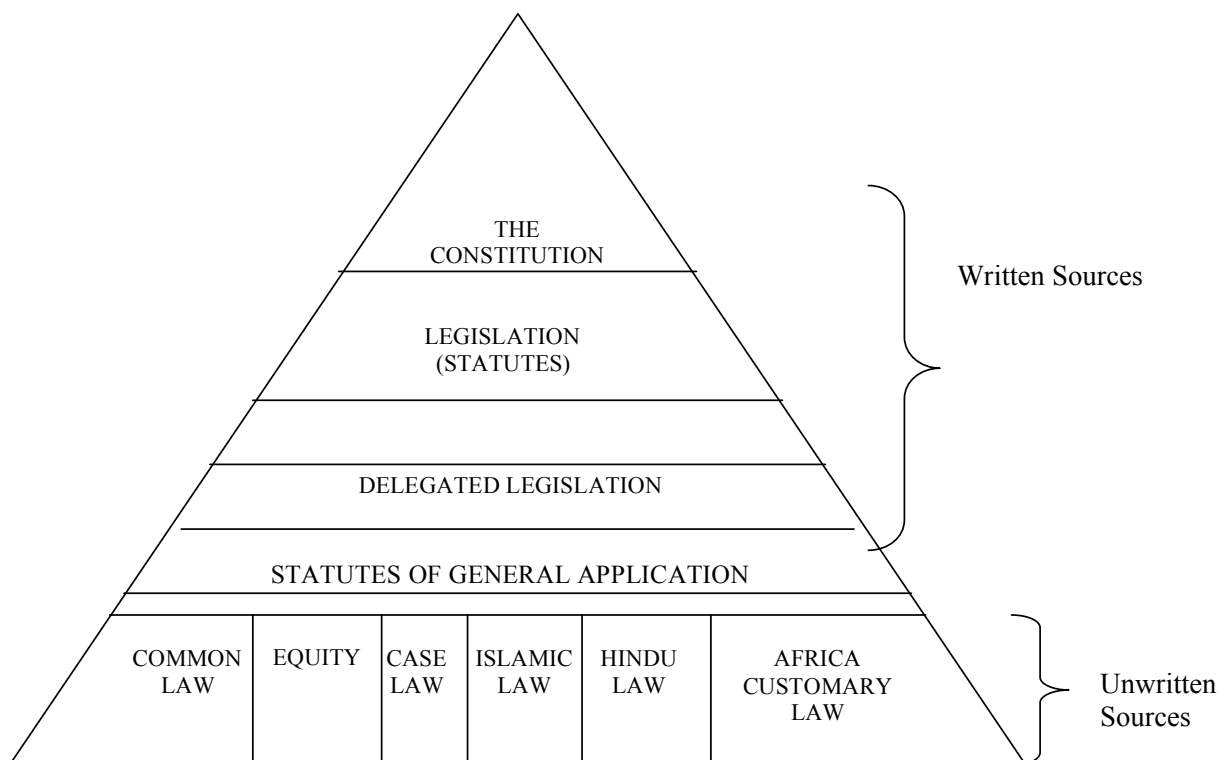 THE
CONSTITUTION
Written Sources
LEGISLATION
(STATUTES)
DELEGATED LEGISLATION
STATUTES OF GENERAL APPLICATION
COMMON
LAW
EQUITY
CASE
LAW
ISLAMIC
LAW
HINDU
LAW
AFRICA
CUSTOMARY
LAW
Unwritten
Sources